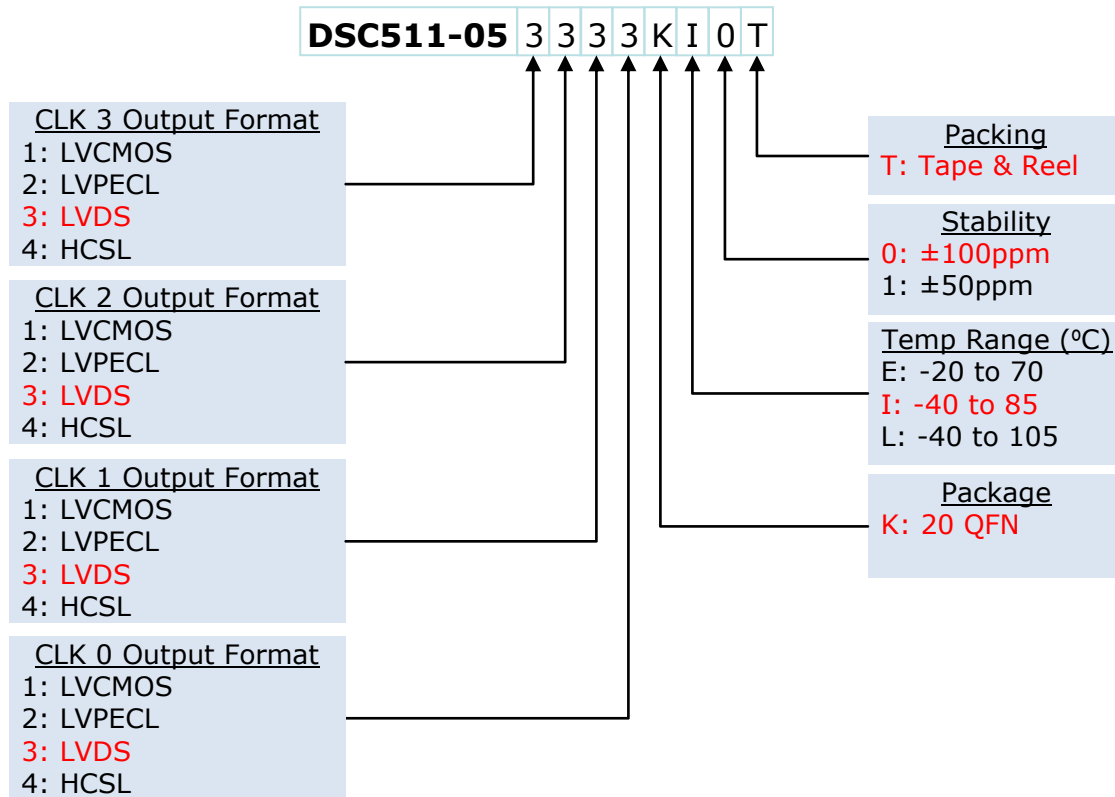 DSC511-05 3 3 3 3 K I 0 T
CLK 3 Output Format
1: LVCMOS
2: LVPECL
3: LVDS
4: HCSL
CLK 2 Output Format
1: LVCMOS
2: LVPECL
3: LVDS
4: HCSL
CLK 1 Output Format
1: LVCMOS
2: LVPECL
3: LVDS
4: HCSL
CLK 0 Output Format
1: LVCMOS
2: LVPECL
3: LVDS
4: HCSL
Packing
T: Tape & Reel
Stability
0: ±100ppm
1: ±50ppm
Temp Range (⁰C)
E: -20 to 70
I: -40 to 85
L: -40 to 105
Package
K: 20 QFN